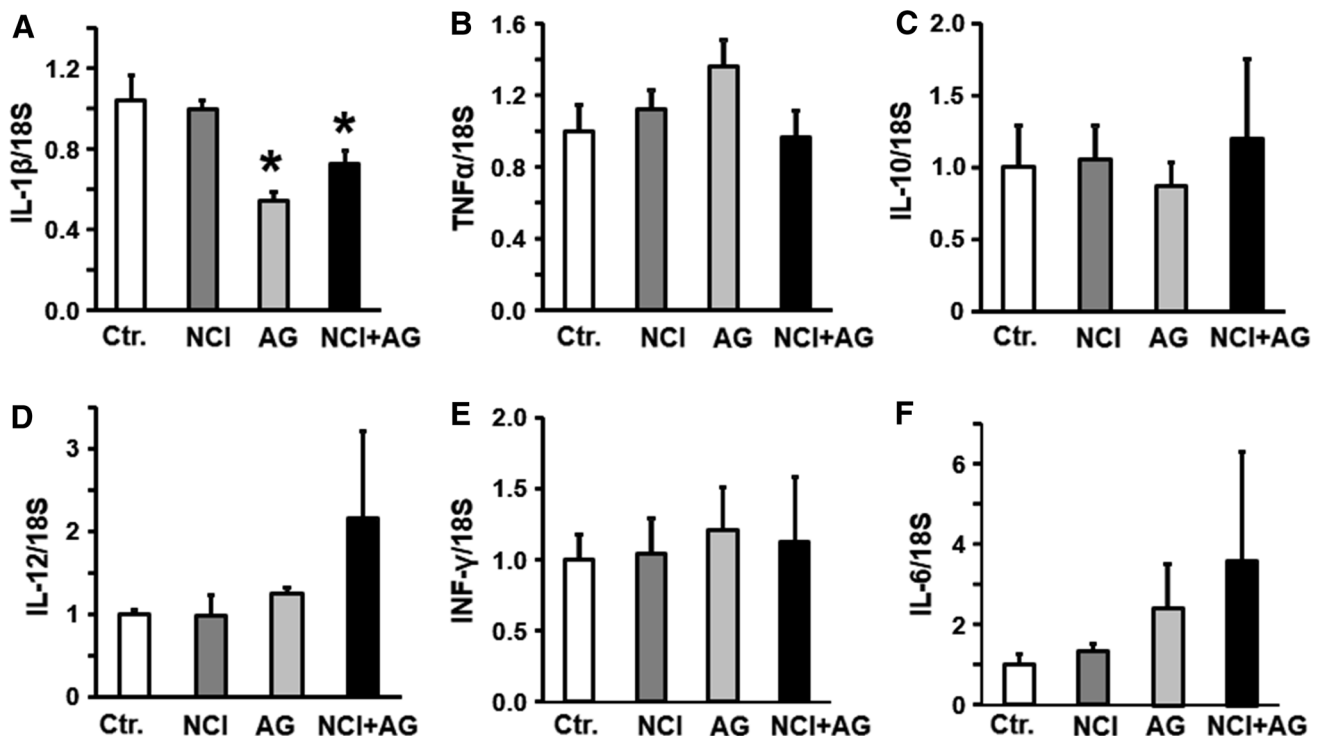 A
IL-1β/18S
1.2
0.8
0.4
0.0
*
*
Ctr. NCI AG NCI+AG
B
TNFα/18S
1.6
1.2
0.8
0.4
0.0
Ctr. NCI AG NCI+AG
C
IL-10/18S
2.0
1.5
1.0
0.5
0
Ctr. NCI AG NCI+AG
D
IL-12/18S
3
2
1
0
Ctr. NCI AG NCI+AG
E
INF-γ/18S
2.0
1.5
1.0
0.5
0.0
Ctr. NCI AG NCI+AG
F
IL-6/18S
6
4
2
0
Ctr. NCI AG NCI+AG